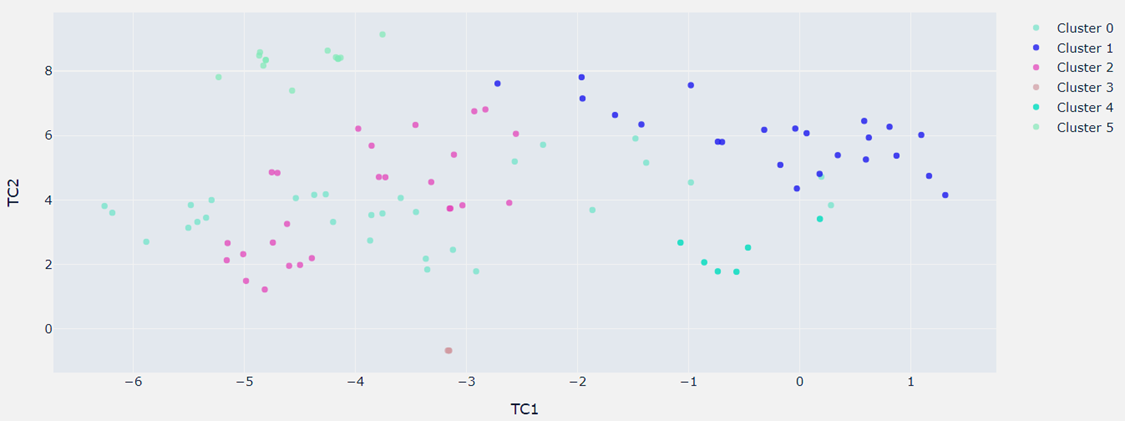 Cluster 0
Cluster 1
Cluster 2
Cluster 3
Cluster 4
Cluster 5
8
6
4
2
0
TC2
−6 −5 −4 −3 −2 −1 0 1
TC1